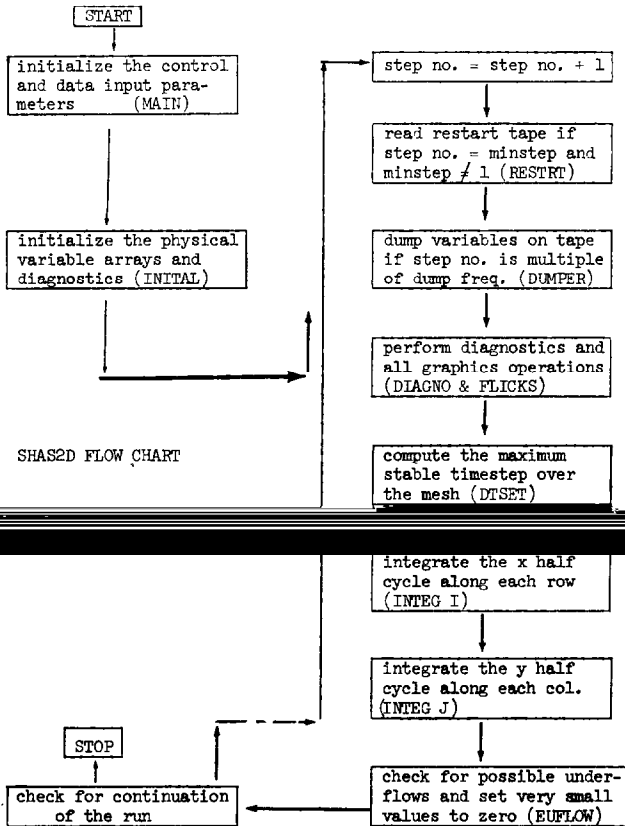 START
initialize the control
and data input para-
meters (MAIN)
initialize the physical
variable arrays and
diagnostics (INITAL)
SHAS2D FLOW CHART
step no. = step no. + 1
read restart tape if
step no. = minstep and
minstep ≠ 1 (RESTRT)
dump variables on tape
if step no. is multiple
of dump freq. (DUMPER)
perform diagnostics and
all graphics operations
(DIAGNO & FLICKS)
compute the maximum
stable timestep over
the mesh (DTSET)
integrate the x half
cycle along each row
(INTEG I)
integrate the y half
cycle along each col.
(INTEG J)
check for possible under-
flows and set very small
values to zero (EUFLOW)
check for continuation
of the run
STOP